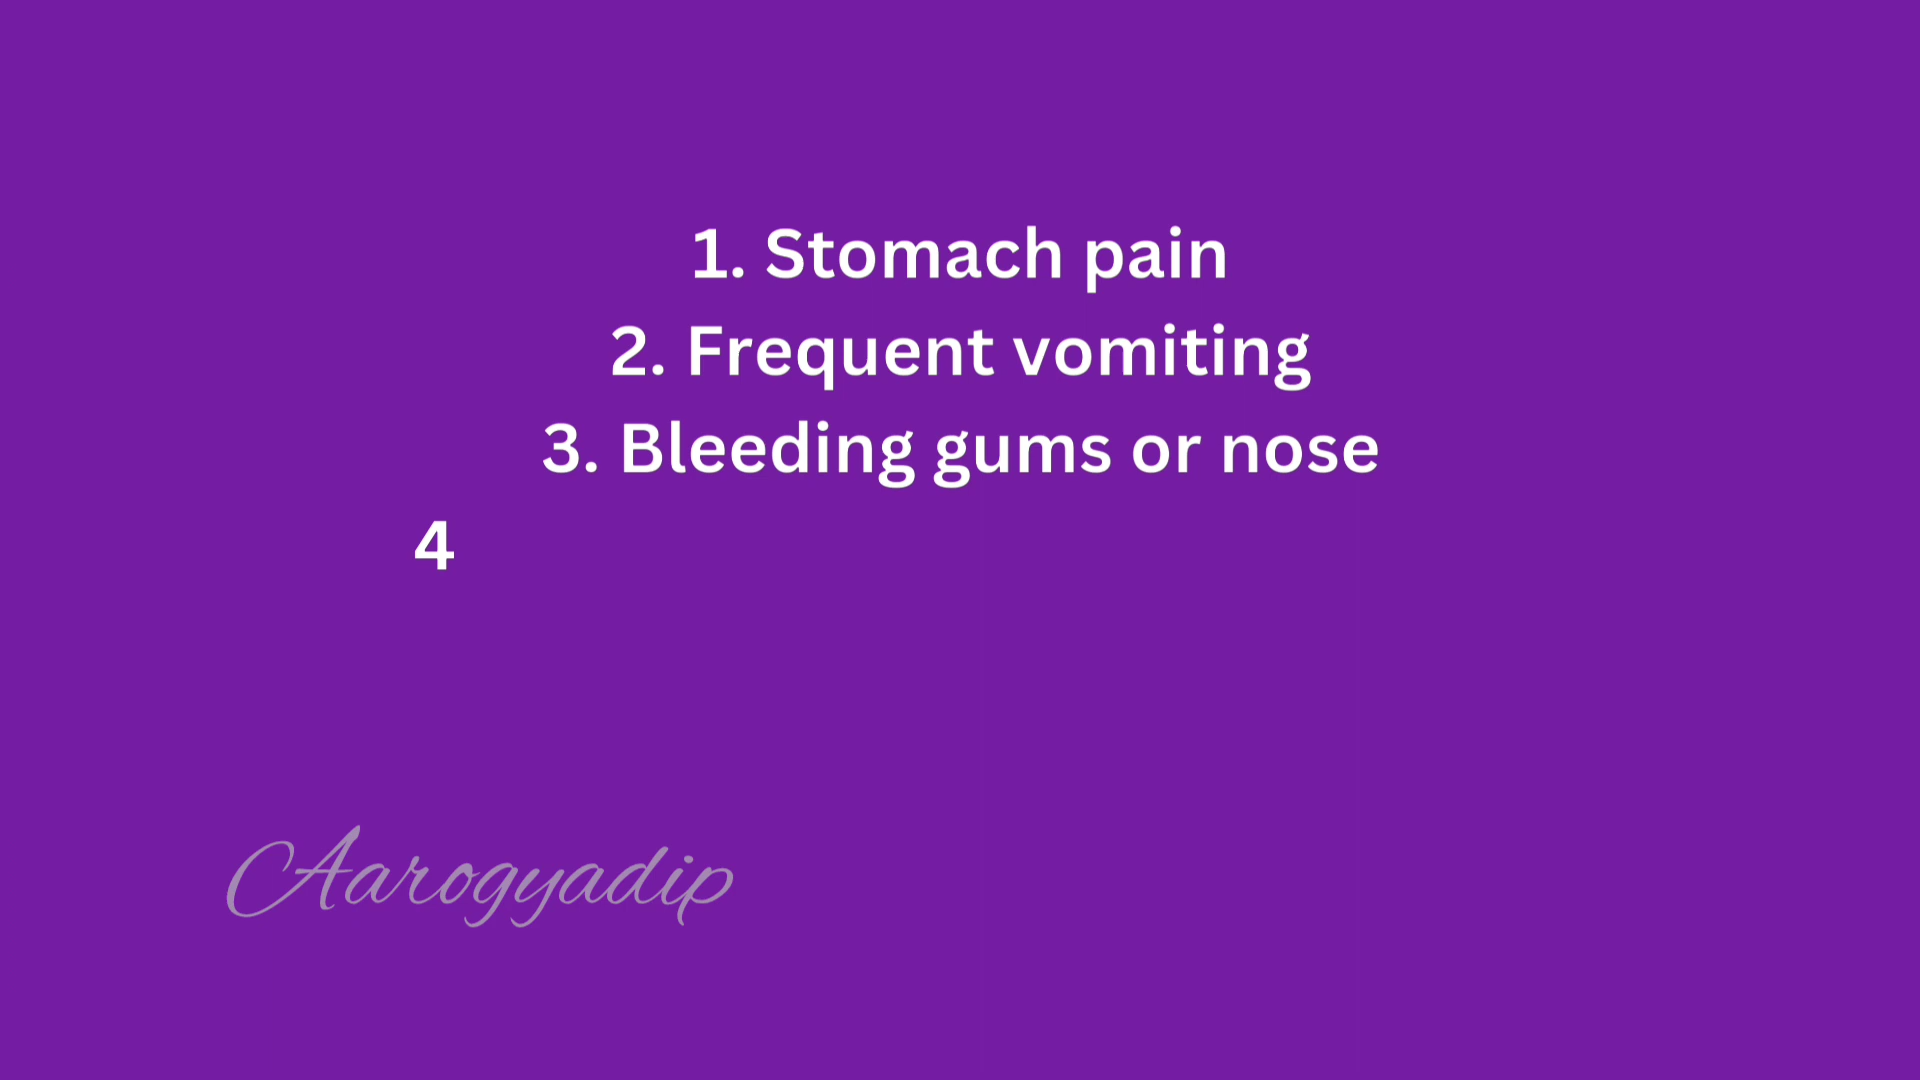 1. Stomach pain
2. Frequent vomiting
3. Bleeding gums or nose
4
Aarogyadip